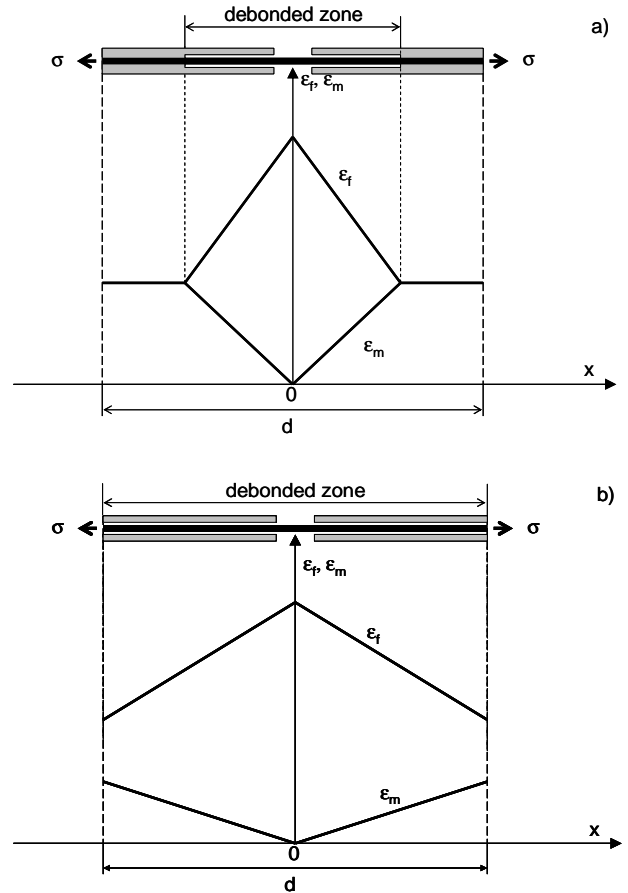 debonded zone
a)
σ σ
εf, εm
εf
εm
x
0
d
debonded zone
b)
σ σ
εf, εm
εf
εm
x
0
d